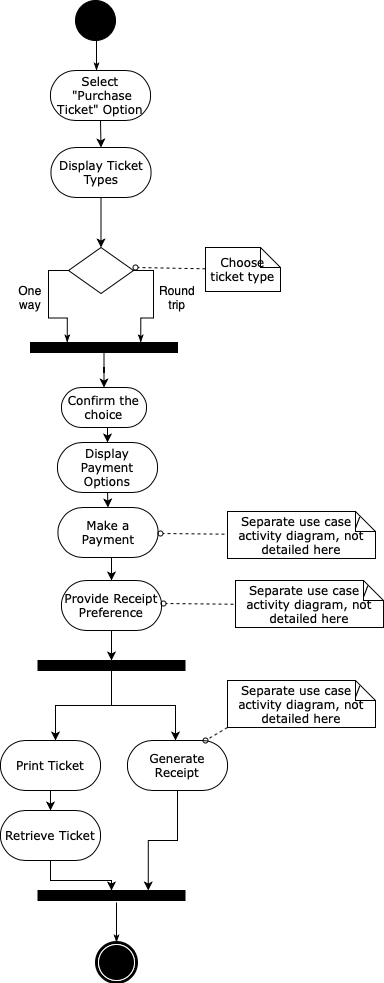 Select
"Purchase
Ticket" Option
Display Ticket
Types
Choose
ticket type
One
way
Round
trip
Confirm the
choice
Display
Payment
Options
Make a
Payment
Separate use case
activity diagram, not
detailed here
Provide Receipt
Preference
Separate use case
activity diagram, not
detailed here
Separate use case
activity diagram, not
detailed here
Print Ticket
Generate
Receipt
Retrieve Ticket